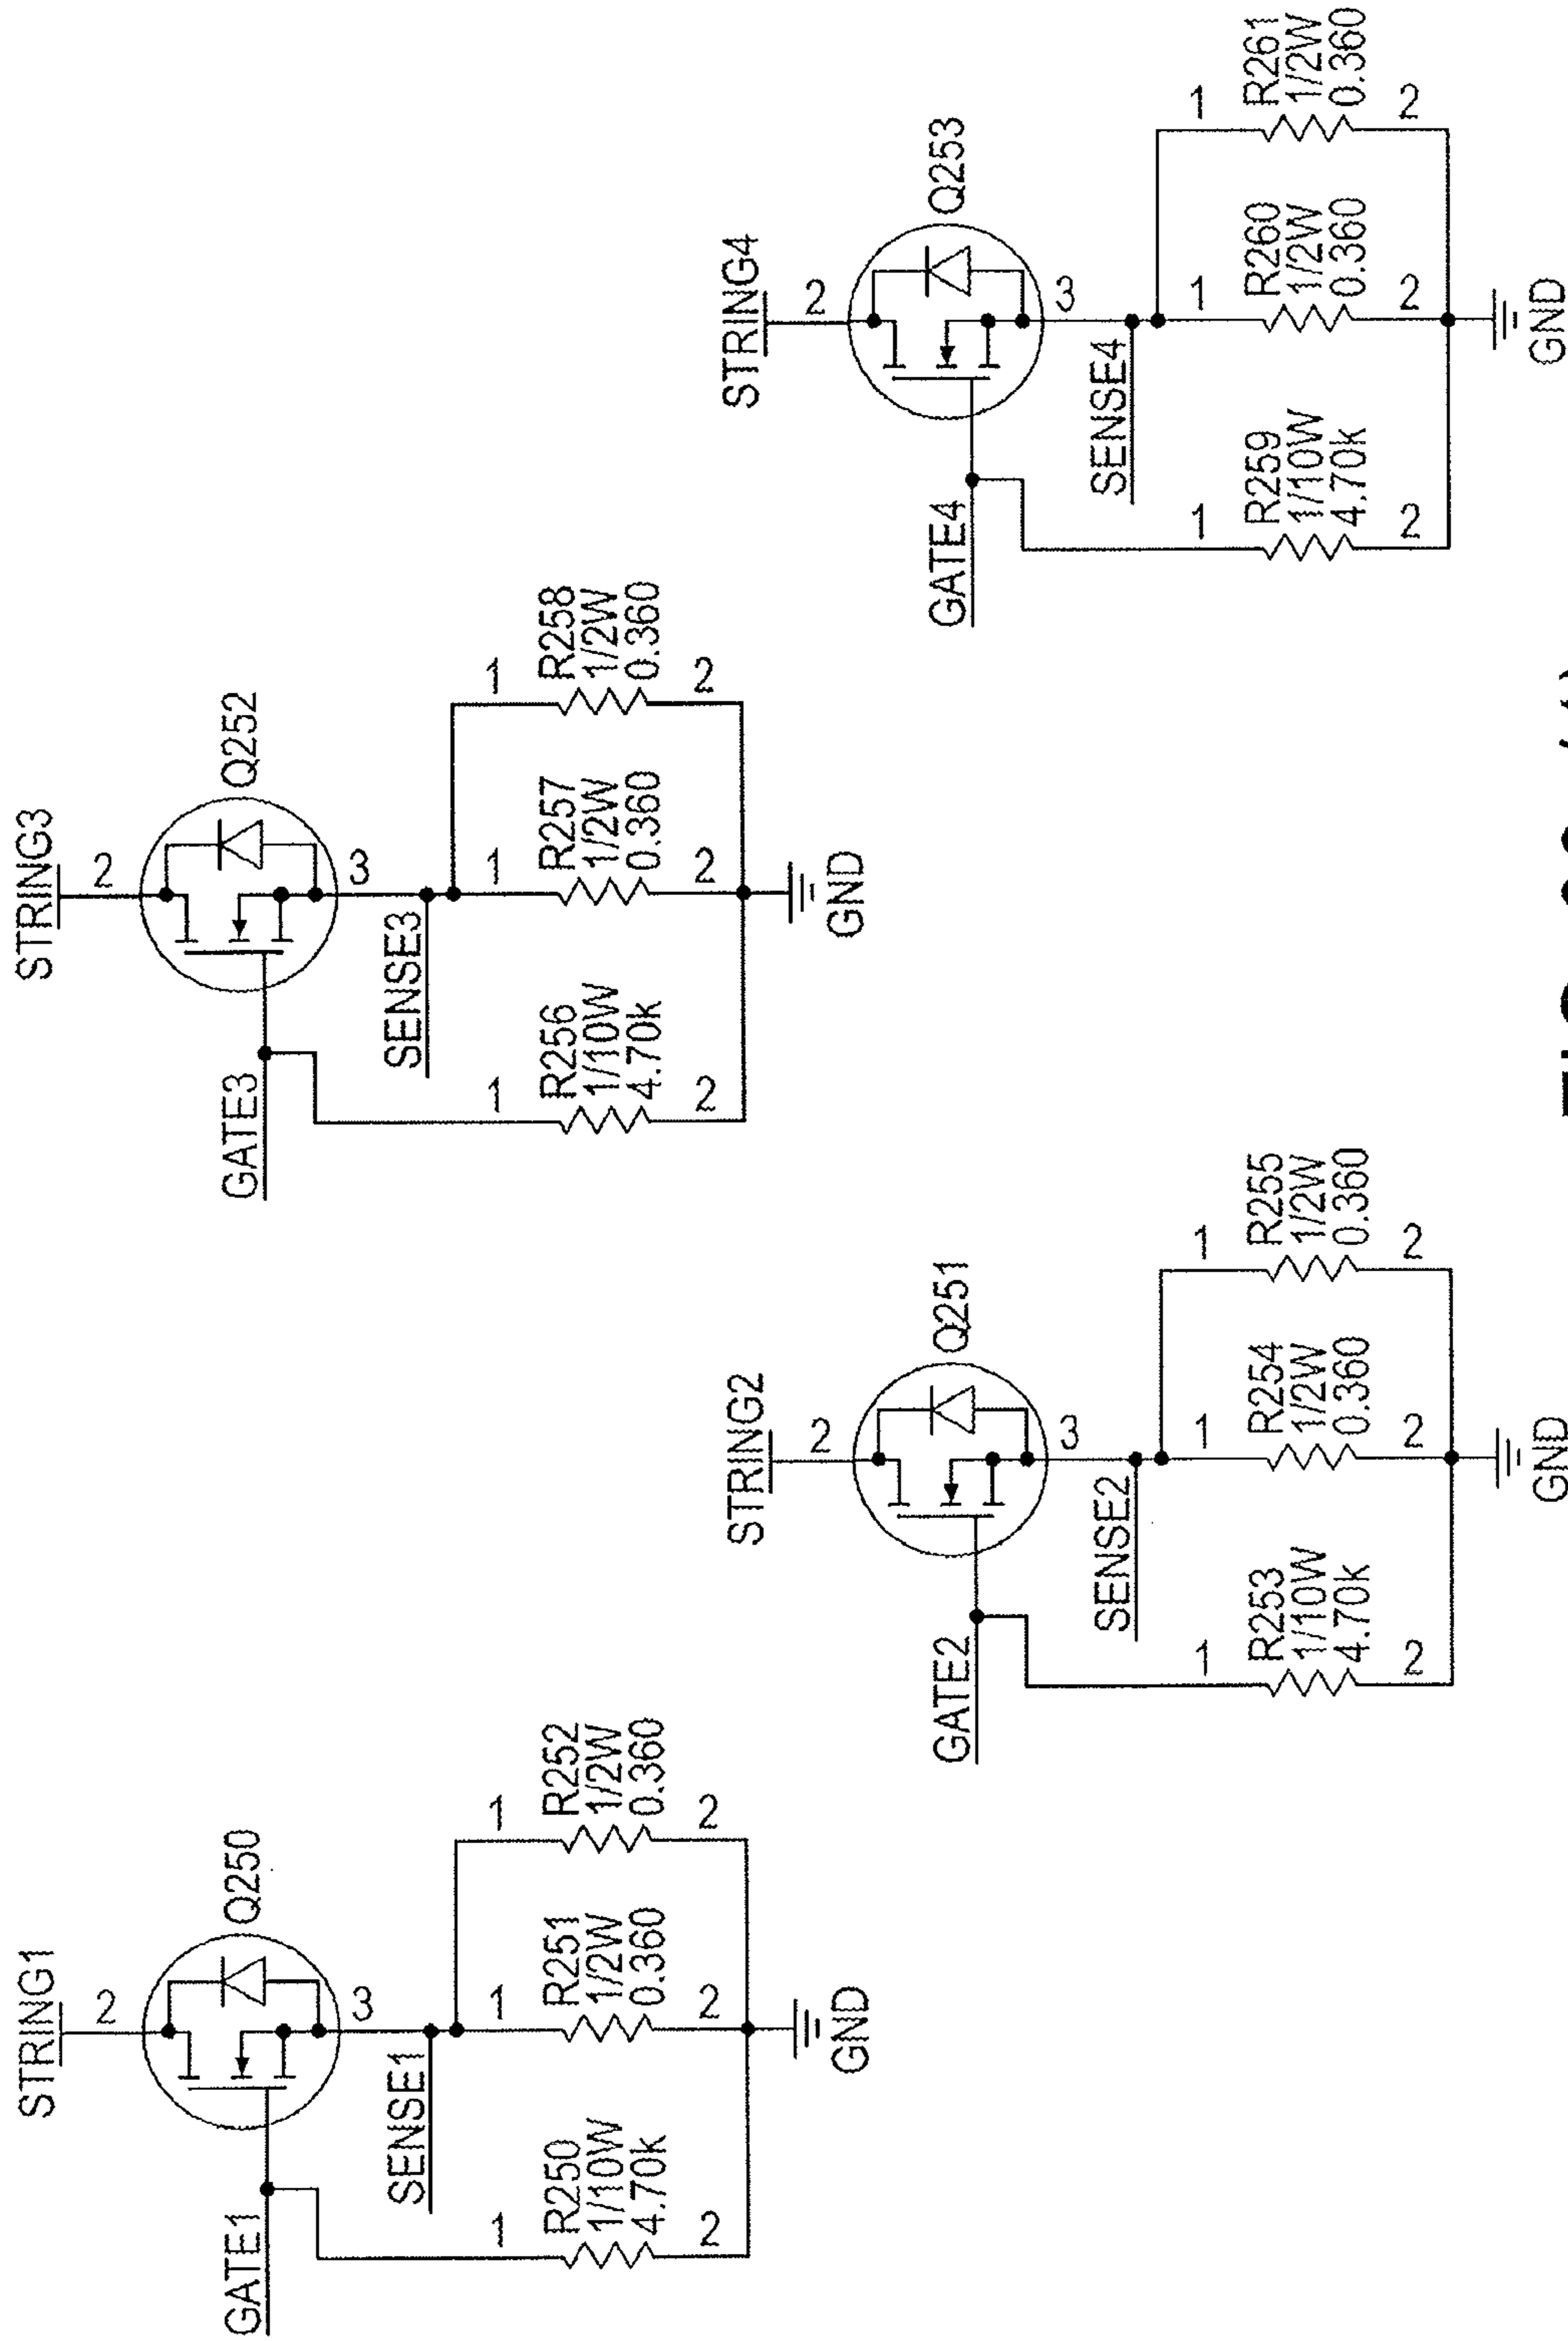 STRING1
2
Q250
3
GATE1
SENSE1
1
R250
1/10W
4.70k
2
1
R251
1/2W
0.360
2
1
R252
1/2W
0.360
2
GND
STRING2
2
Q251
3
GATE2
SENSE2
1
R253
1/10W
4.70k
2
1
R254
1/2W
0.360
2
1
R255
1/2W
0.360
2
GND
STRING3
2
Q252
3
GATE3
SENSE3
1
R256
1/10W
4.70k
2
1
R257
1/2W
0.360
2
1
R258
1/2W
0.360
2
GND
STRING4
2
Q253
3
GATE4
SENSE4
1
R259
1/10W
4.70k
2
1
R260
1/2W
0.360
2
1
R261
1/2W
0.360
2
GND